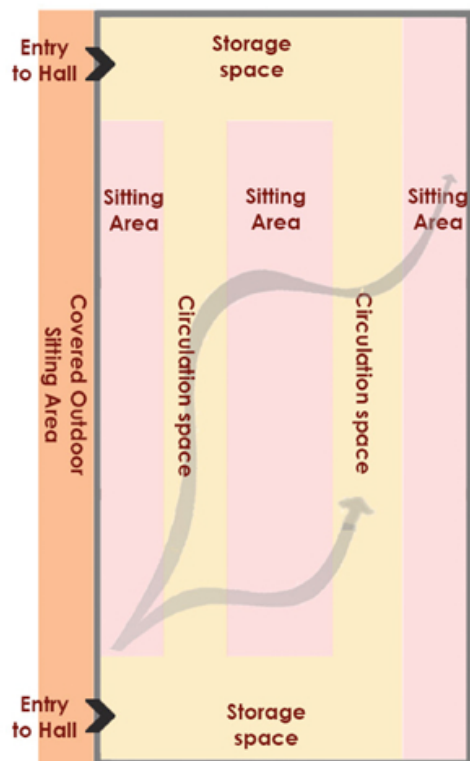 Entry
to Hall
Storage
space
Sitting
Area
Sitting
Area
Sitting
Area
Covered Outdoor
Sitting Area
Circulation space
Circulation space
Entry
to Hall
Storage
space